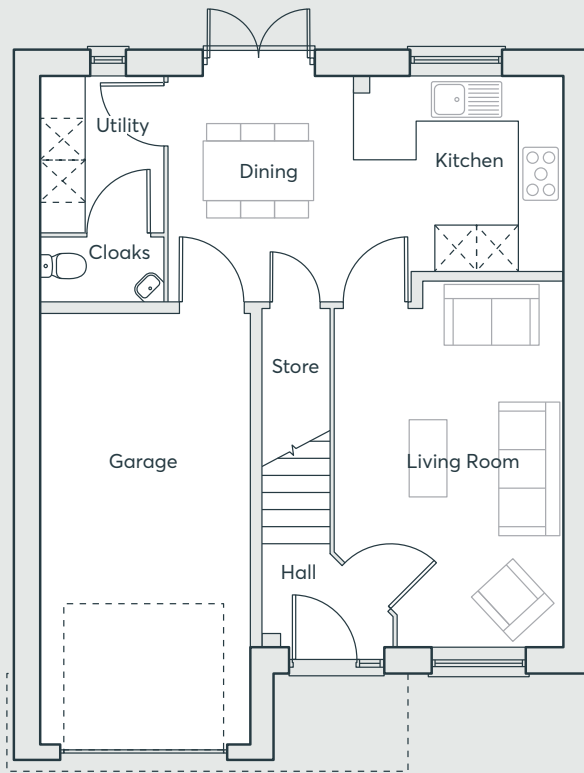 Utility
Dining
Kitchen
Cloaks
Store
Garage
Living Room
Hall